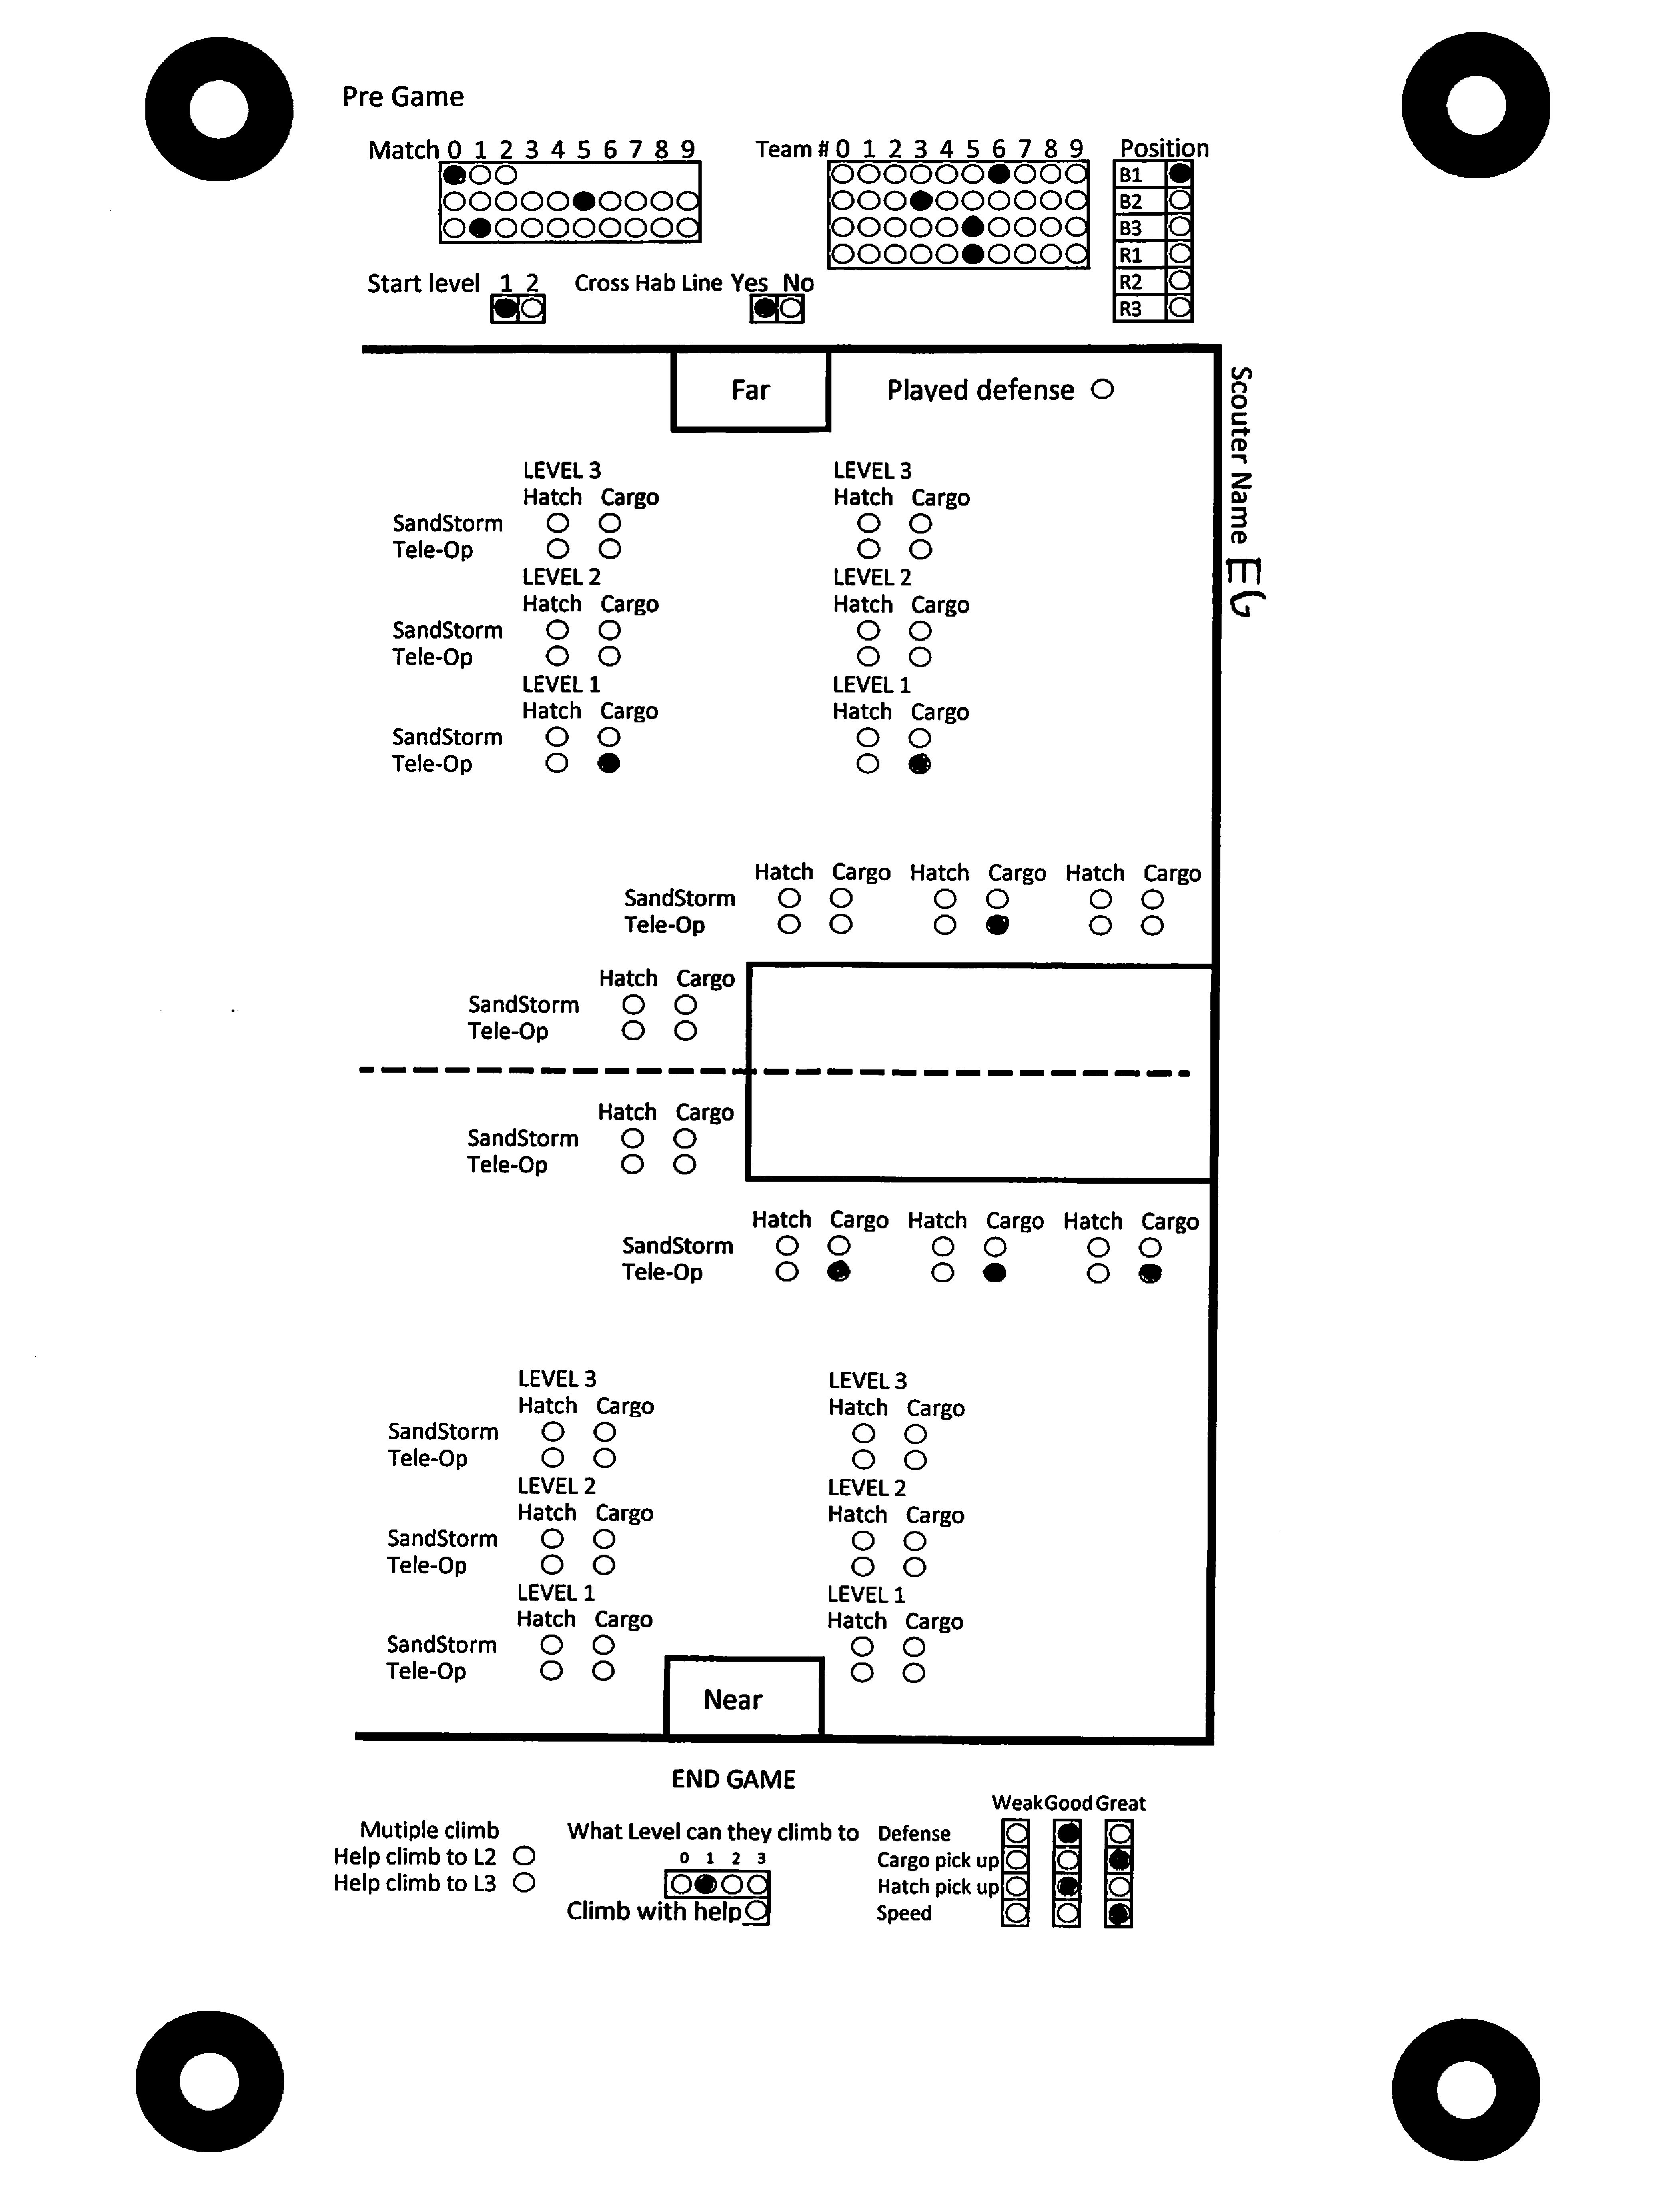 Pre Game
Match 0 1 2 3 4 5 6 7 8 9
Team # 0 1 2 3 4 5 6 7 8 9
Position
B1
B2
B3
R1
R2
R3
Start level 1 2
Cross Hab Line Yes No
Far
Played defense
Scouter Name EG
LEVEL 3 LEVEL 3
Hatch Cargo Hatch Cargo
SandStorm
Tele-Op
LEVEL 2 LEVEL 2
Hatch Cargo Hatch Cargo
SandStorm
Tele-Op
LEVEL 1 LEVEL 1
Hatch Cargo Hatch Cargo
SandStorm
Tele-Op
Hatch Cargo Hatch Cargo Hatch Cargo
SandStorm
Tele-Op
Hatch Cargo
SandStorm
Tele-Op
Hatch Cargo
SandStorm
Tele-Op
Hatch Cargo Hatch Cargo Hatch Cargo
SandStorm
Tele-Op
LEVEL 3 LEVEL 3
Hatch Cargo Hatch Cargo
SandStorm
Tele-Op
LEVEL 2 LEVEL 2
Hatch Cargo Hatch Cargo
SandStorm
Tele-Op
LEVEL 1 LEVEL 1
Hatch Cargo Hatch Cargo
SandStorm
Tele-Op
Near
END GAME
Mutiple climb
Help climb to L2
Help climb to L3
What Level can they climb to
0 1 2 3
Climb with help
Weak Good Great
Defense
Cargo pick up
Hatch pick up
Speed